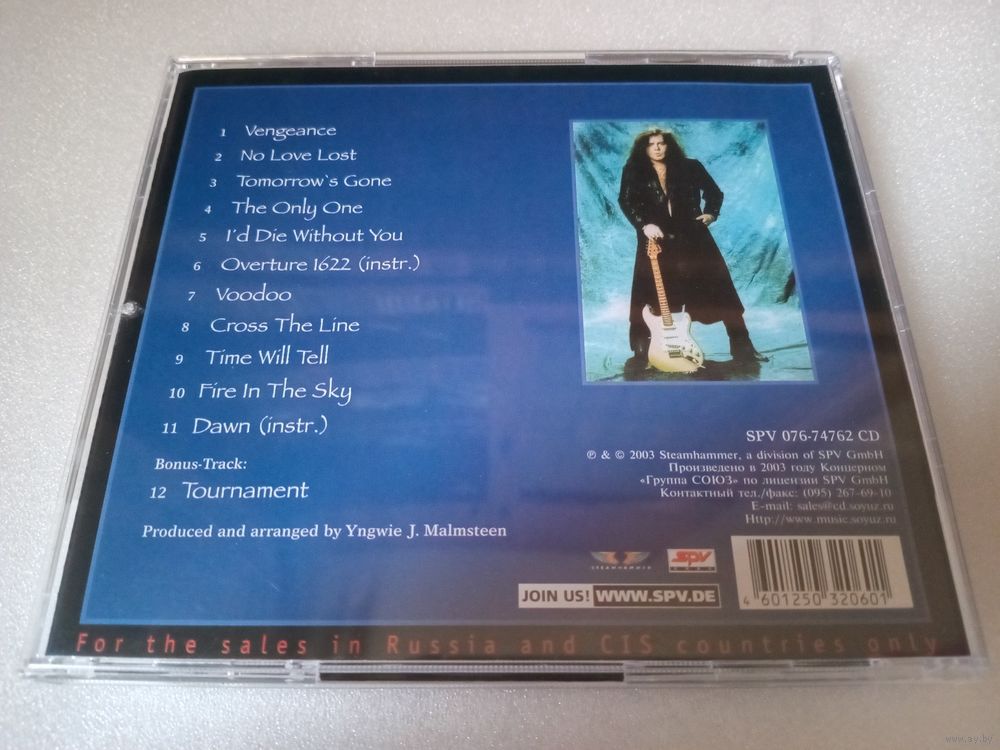 1 Vengeance
2 No Love Lost
3 Tomorrow`s Gone
4 The Only One
5 I'd Die Without You
6 Overture 1622 (instr.)
7 Voodoo
8 Cross The Line
9 Time Will Tell
10 Fire In The Sky
11 Dawn (instr.)
Bonus-Track:
12 Tournament
Produced and arranged by Yngwie J. Malmsteen
SPV 076-74762 CD
℗ & © 2003 Steamhammer, a division of SPV GmbH
Произведено в 2003 году Концерном
«Группа СОЮЗ» по лицензии SPV GmbH
Контактный тел./факс: (095) 267-69-10
E-mail: sales@cd.soyuz.ru
Http://www.music.soyuz.ru
STEAMHAMMER
SPV
JOIN US! WWW.SPV.DE
4 601250 320601
For the sales in Russia and CIS countries only
www.ay.by